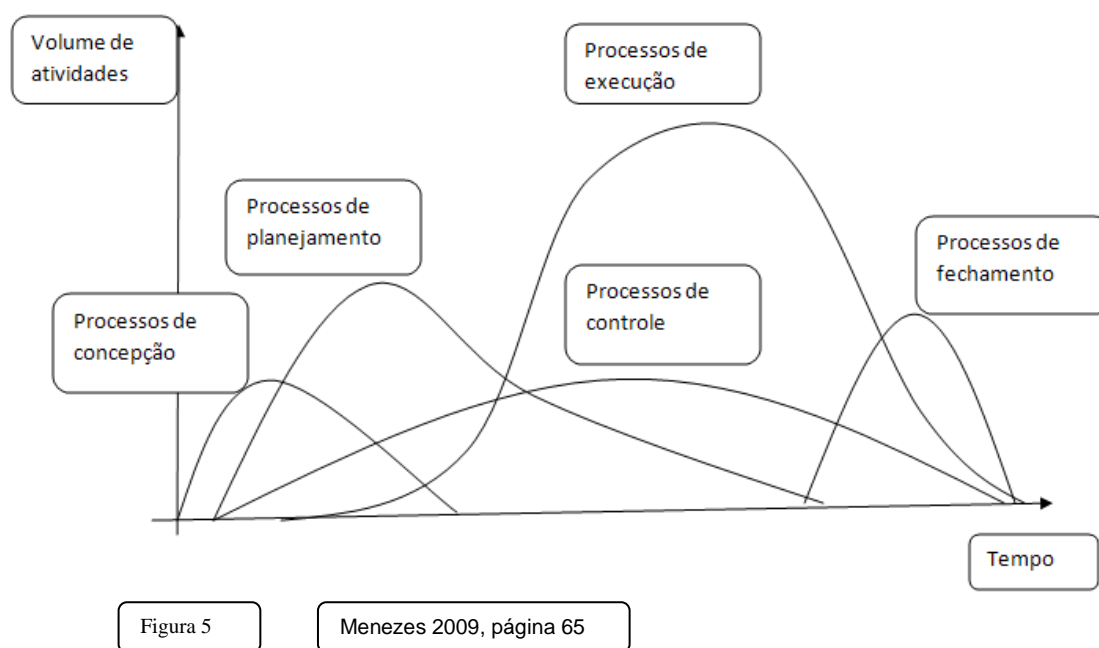 Volume de
atividades
Processos de
execução
Processos de
planejamento
Processos de
fechamento
Processos de
controle
Processos de
concepção
Tempo
Figura 5
Menezes 2009, página 65